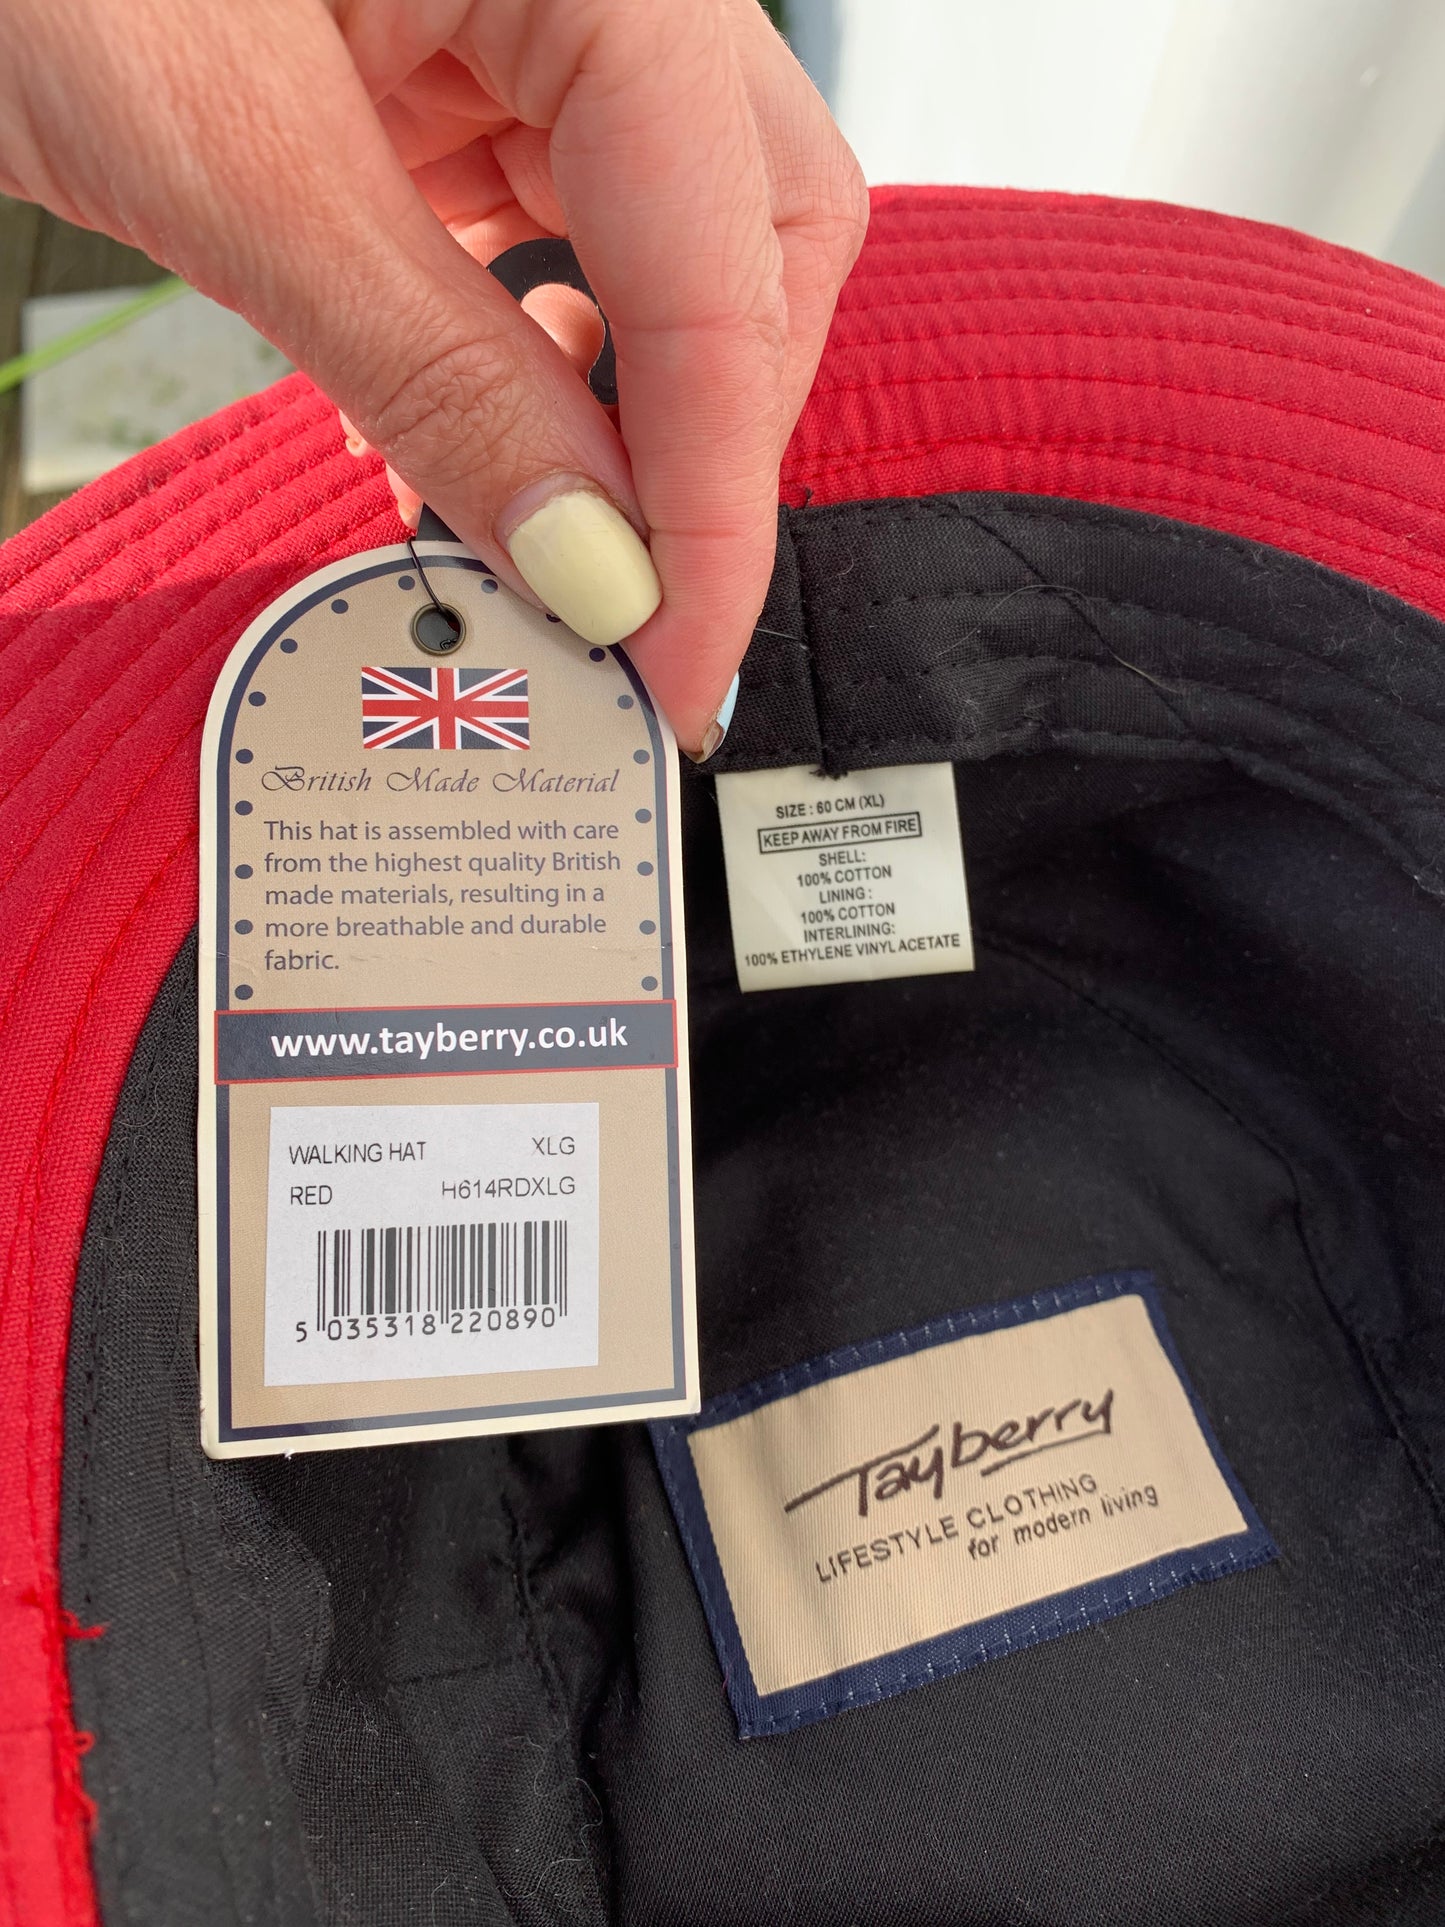 British Made Material
This hat is assembled with care
from the highest quality British
made materials, resulting in a
more breathable and durable
fabric.
www.tayberry.co.uk
WALKING HAT XLG
RED H614RDXLG
5 035318 220890
SIZE : 60 CM (XL)
KEEP AWAY FROM FIRE
SHELL:
100% COTTON
LINING :
100% COTTON
INTERLINING:
100% ETHYLENE VINYL ACETATE
Tayberry
LIFESTYLE CLOTHING
for modern living